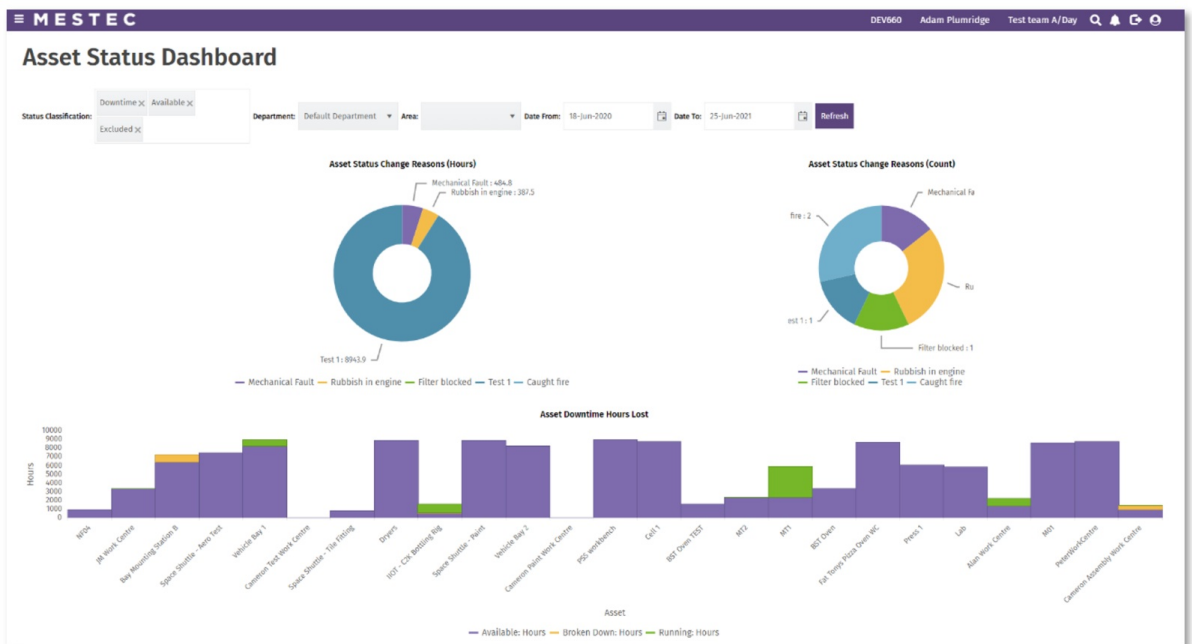 ≡ MESTEC DEV660 Adam Plumridge Test team A/Day
Asset Status Dashboard
Status Classification: Downtime × Available × Excluded × Department: Default Department Area: Date From: 18-Jun-2020 Date To: 25-Jun-2021 Refresh
Asset Status Change Reasons (Hours)
Mechanical Fault : 484.8
Rubbish in engine : 387.5
Test 1 : 8943.9
Mechanical Fault Rubbish in engine Filter blocked Test 1 Caught fire
Asset Status Change Reasons (Count)
Mechanical Fa
fire : 2
Ru
est 1 : 1
Filter blocked : 1
Mechanical Fault Rubbish in engine
Filter blocked Test 1 Caught fire
Asset Downtime Hours Lost
Hours
10000
9000
8000
7000
6000
5000
4000
3000
2000
1000
0
NF04
JM Work Centre
Bay Mounting Station B
Space Shuttle - Aero Test
Vehicle Bay 1
Cameron Test Work Centre
Space Shuttle - Tile Fitting
Dryers
IIOT - C2K Bottling Rig
Space Shuttle - Paint
Vehicle Bay 2
Cameron Paint Work Centre
PSS workbench
Cell 1
BST Oven TEST
MT2
MT1
BST Oven
Fat Tonys Pizza Oven WC
Press 1
Lab
Alan Work Centre
M01
PeterWorkCentre
Cameron Assembly Work Centre
Asset
Available: Hours Broken Down: Hours Running: Hours